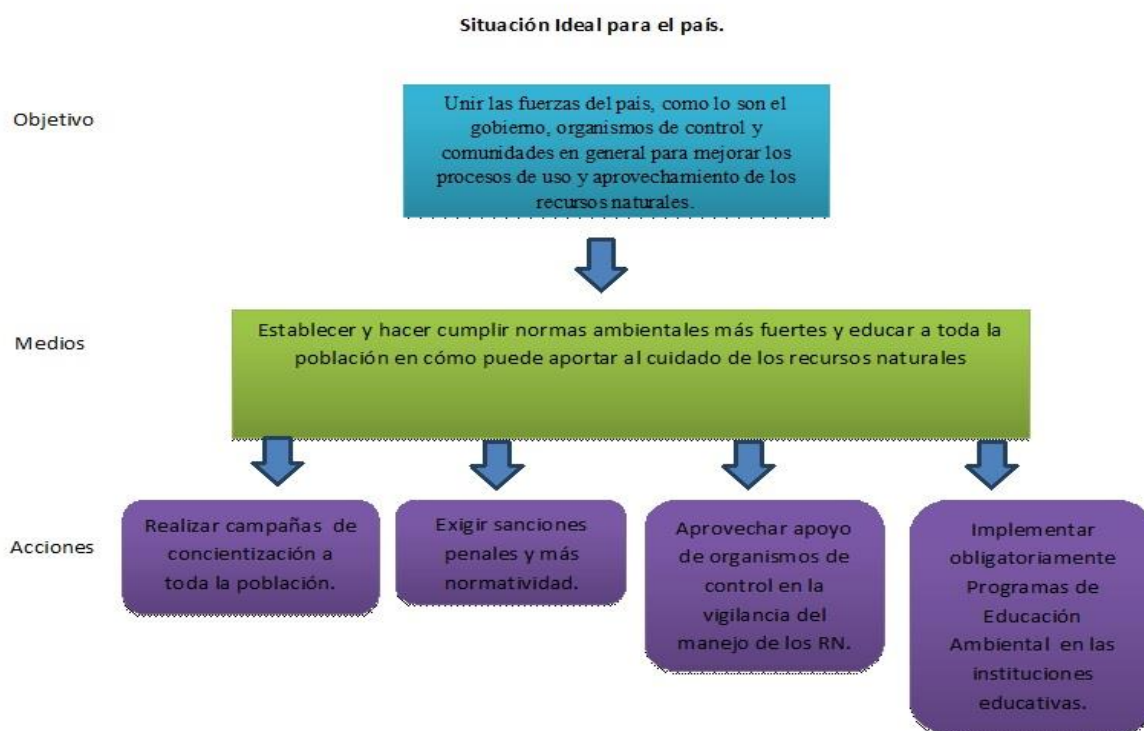 Situación Ideal para el país.
Objetivo
Unir las fuerzas del pais, como lo son el
gobierno, organismos de control y
comunidades en general para mejorar los
procesos de uso y aprovechamiento de los
recursos naturales.
Medios
Establecer y hacer cumplir normas ambientales más fuertes y educar a toda la
población en cómo puede aportar al cuidado de los recursos naturales
Acciones
Realizar campañas de
concientización a
toda la población.
Exigir sanciones
penales y más
normatividad.
Aprovechar apoyo
de organismos de
control en la
vigilancia del
manejo de los RN.
Implementar
obligatoriamente
Programas de
Educación
Ambiental en las
instituciones
educativas.